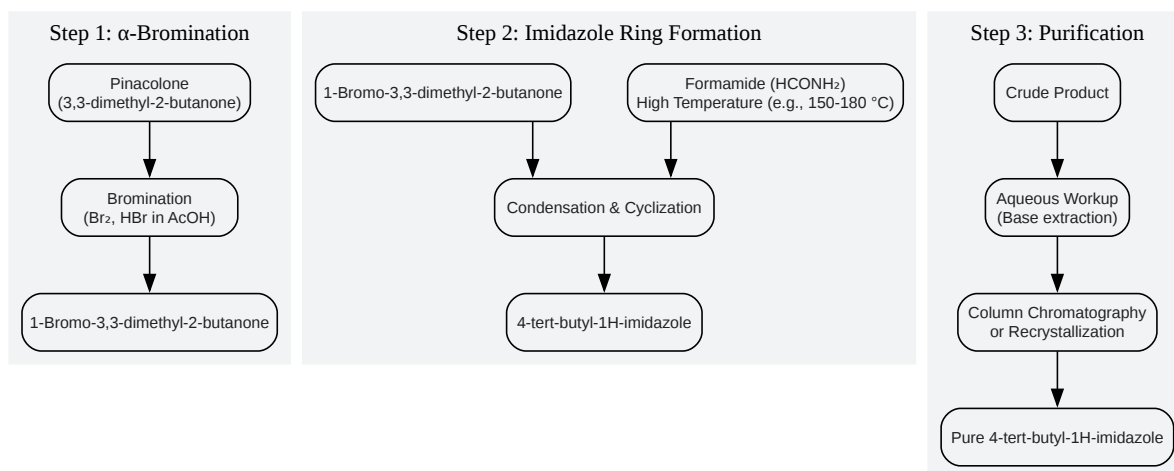 Step 1: α-Bromination
Pinacolone
(3,3-dimethyl-2-butanone)
Bromination
(Br₂, HBr in AcOH)
1-Bromo-3,3-dimethyl-2-butanone
Step 2: Imidazole Ring Formation
1-Bromo-3,3-dimethyl-2-butanone
Formamide (HCONH₂)
High Temperature (e.g., 150-180 °C)
Condensation & Cyclization
4-tert-butyl-1H-imidazole
Step 3: Purification
Crude Product
Aqueous Workup
(Base extraction)
Column Chromatography
or Recrystallization
Pure 4-tert-butyl-1H-imidazole